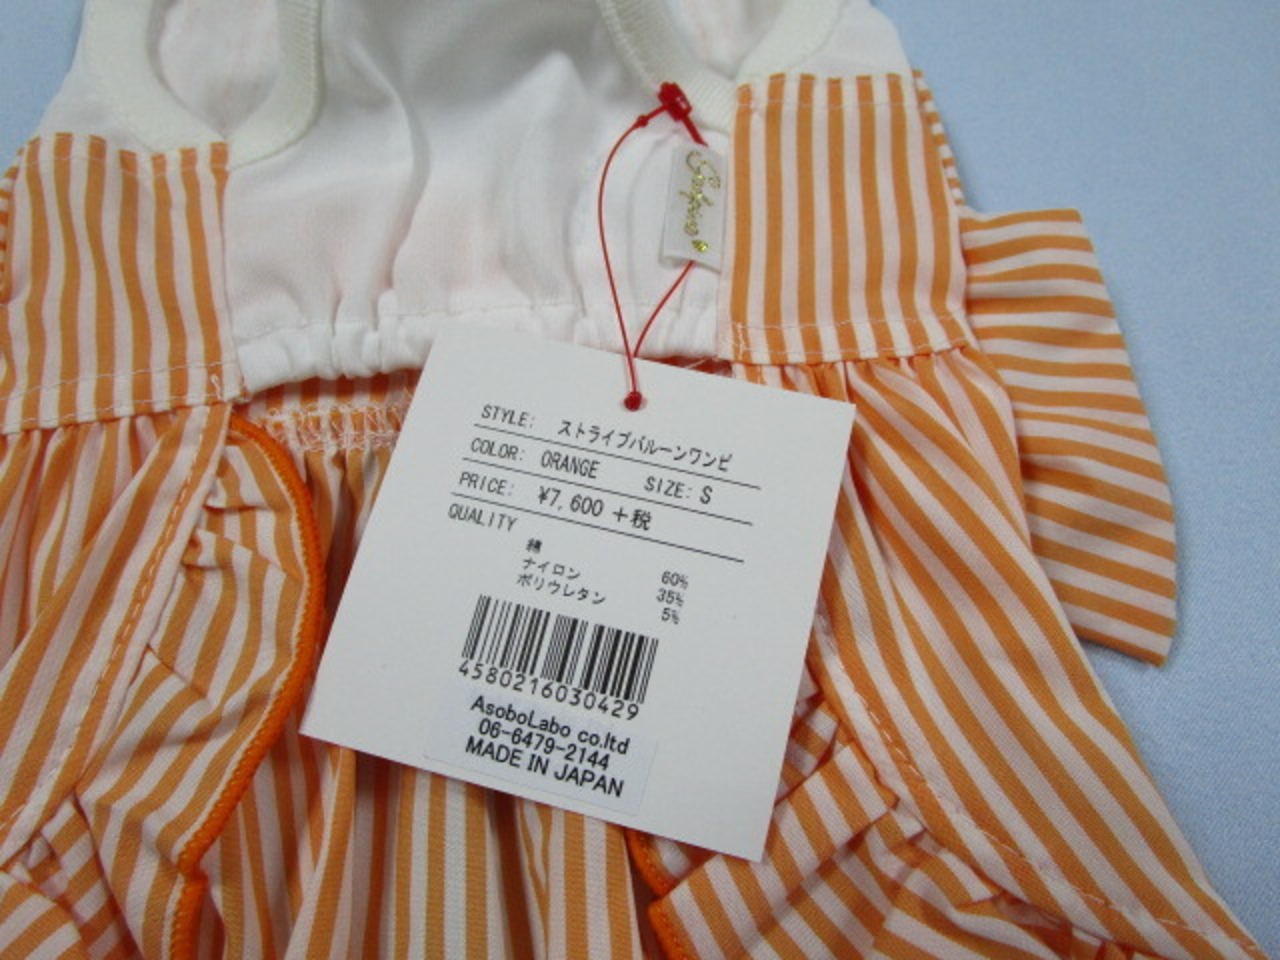 STYLE: ストライプバルーンワンピ
COLOR: ORANGE SIZE: S
PRICE: ¥7,600 +税
QUALITY
綿 60%
ナイロン 35%
ポリウレタン 5%
4580216030429
AsoboLabo co.ltd
06-6479-2144
MADE IN JAPAN